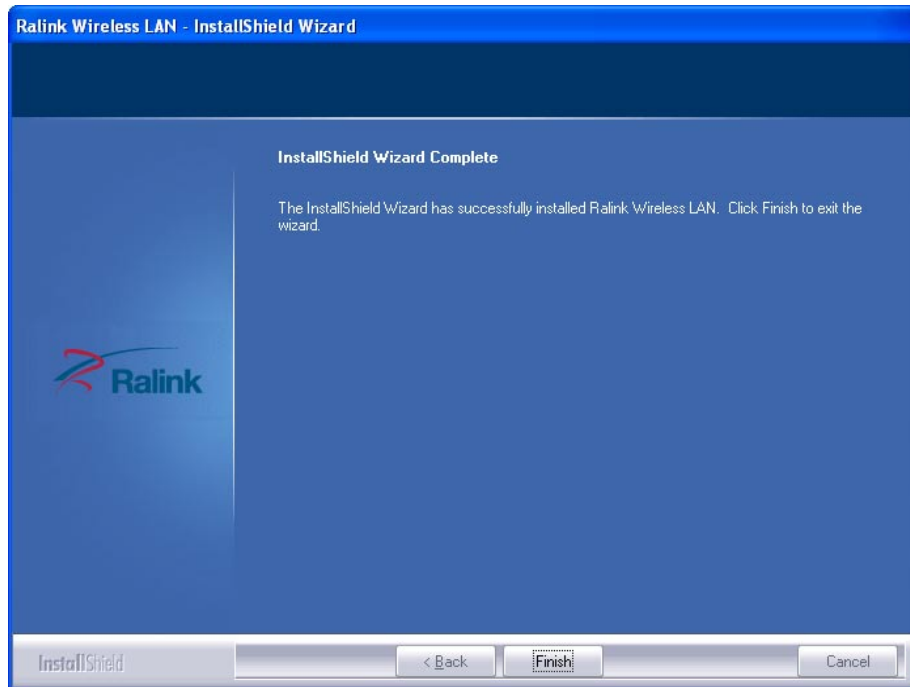 Ralink Wireless LAN - InstallShield Wizard
InstallShield Wizard Complete
The InstallShield Wizard has successfully installed Ralink Wireless LAN. Click Finish to exit the
wizard.
Ralink
InstallShield
< Back
Finish
Cancel